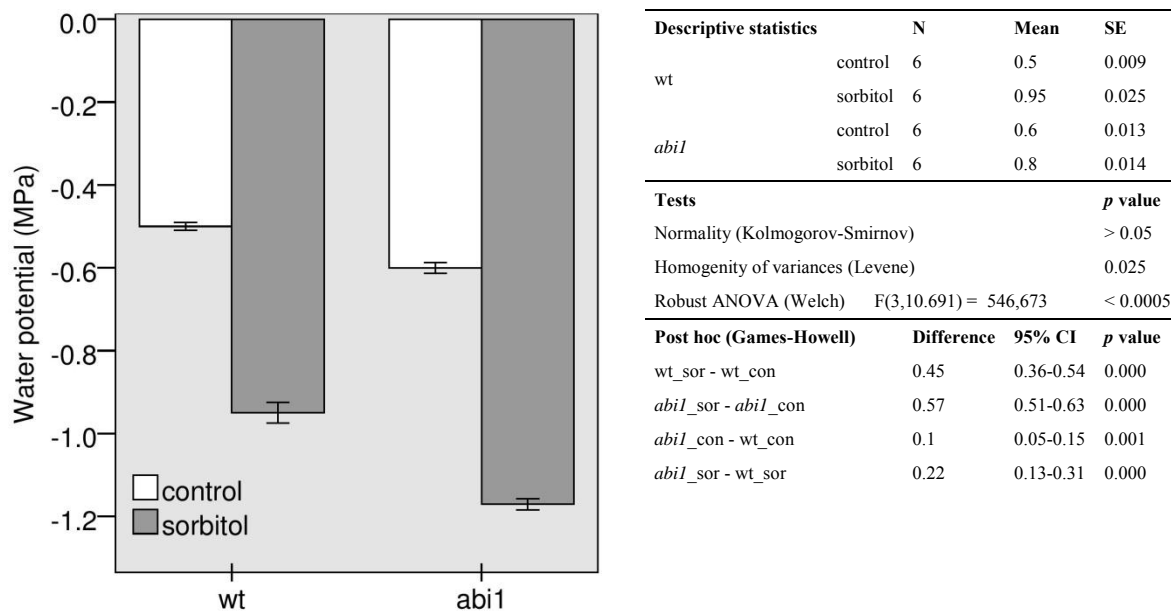 0.0
-0.2
-0.4
-0.6
-0.8
-1.0
-1.2
Water potential (MPa)
control
sorbitol
wt abi1
Descriptive statistics N Mean SE
wt
control 6 0.5 0.009
sorbitol 6 0.95 0.025
abi1
control 6 0.6 0.013
sorbitol 6 0.8 0.014
Tests p value
Normality (Kolmogorov-Smirnov) > 0.05
Homogenity of variances (Levene) 0.025
Robust ANOVA (Welch) F(3,10.691) = 546,673 < 0.0005
Post hoc (Games-Howell) Difference 95% CI p value
wt_sor - wt_con 0.45 0.36-0.54 0.000
abi1_sor - abi1_con 0.57 0.51-0.63 0.000
abi1_con - wt_con 0.1 0.05-0.15 0.001
abi1_sor - wt_sor 0.22 0.13-0.31 0.000